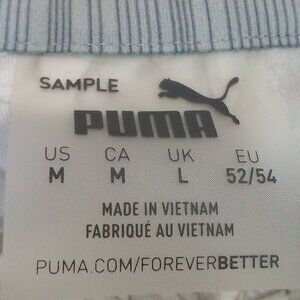 SAMPLE
PUMA
US CA UK EU
M M L 52/54
MADE IN VIETNAM
FABRIQUÉ AU VIETNAM
PUMA.COM/FOREVERBETTER